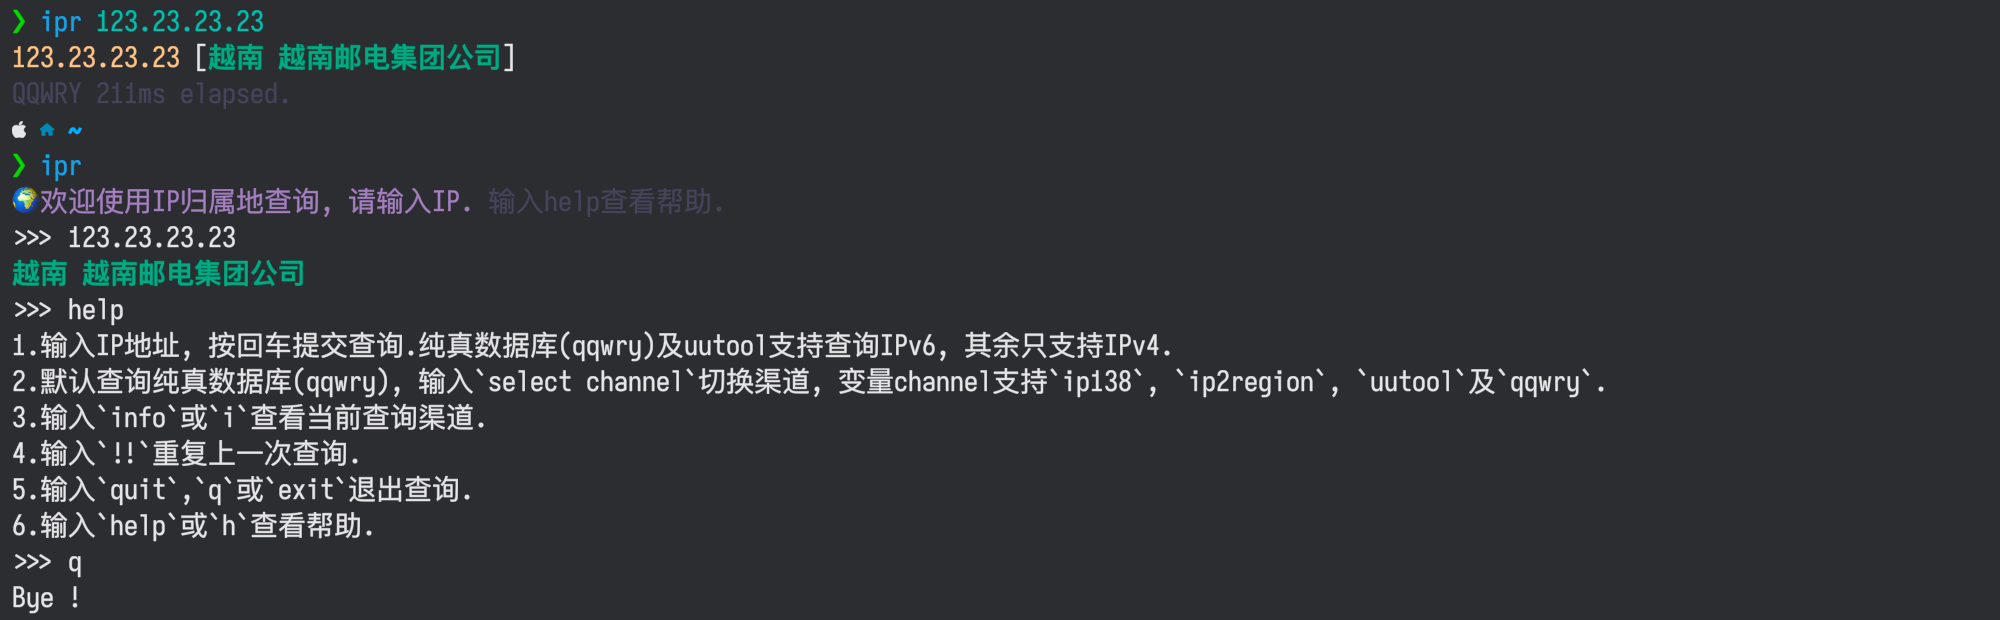 ❯ ipr 123.23.23.23
123.23.23.23 [越南 越南邮电集团公司]
QQWRY 211ms elapsed.
~
❯ ipr
欢迎使用IP归属地查询, 请输入IP. 输入help查看帮助.
>>> 123.23.23.23
越南 越南邮电集团公司
>>> help
1.输入IP地址, 按回车提交查询.纯真数据库(qqwry)及uutool支持查询IPv6, 其余只支持IPv4.
2.默认查询纯真数据库(qqwry), 输入`select channel`切换渠道, 变量channel支持`ip138`, `ip2region`, `uutool`及`qqwry`.
3.输入`info`或`i`查看当前查询渠道.
4.输入`!!`重复上一次查询.
5.输入`quit`,`q`或`exit`退出查询.
6.输入`help`或`h`查看帮助.
>>> q
Bye !